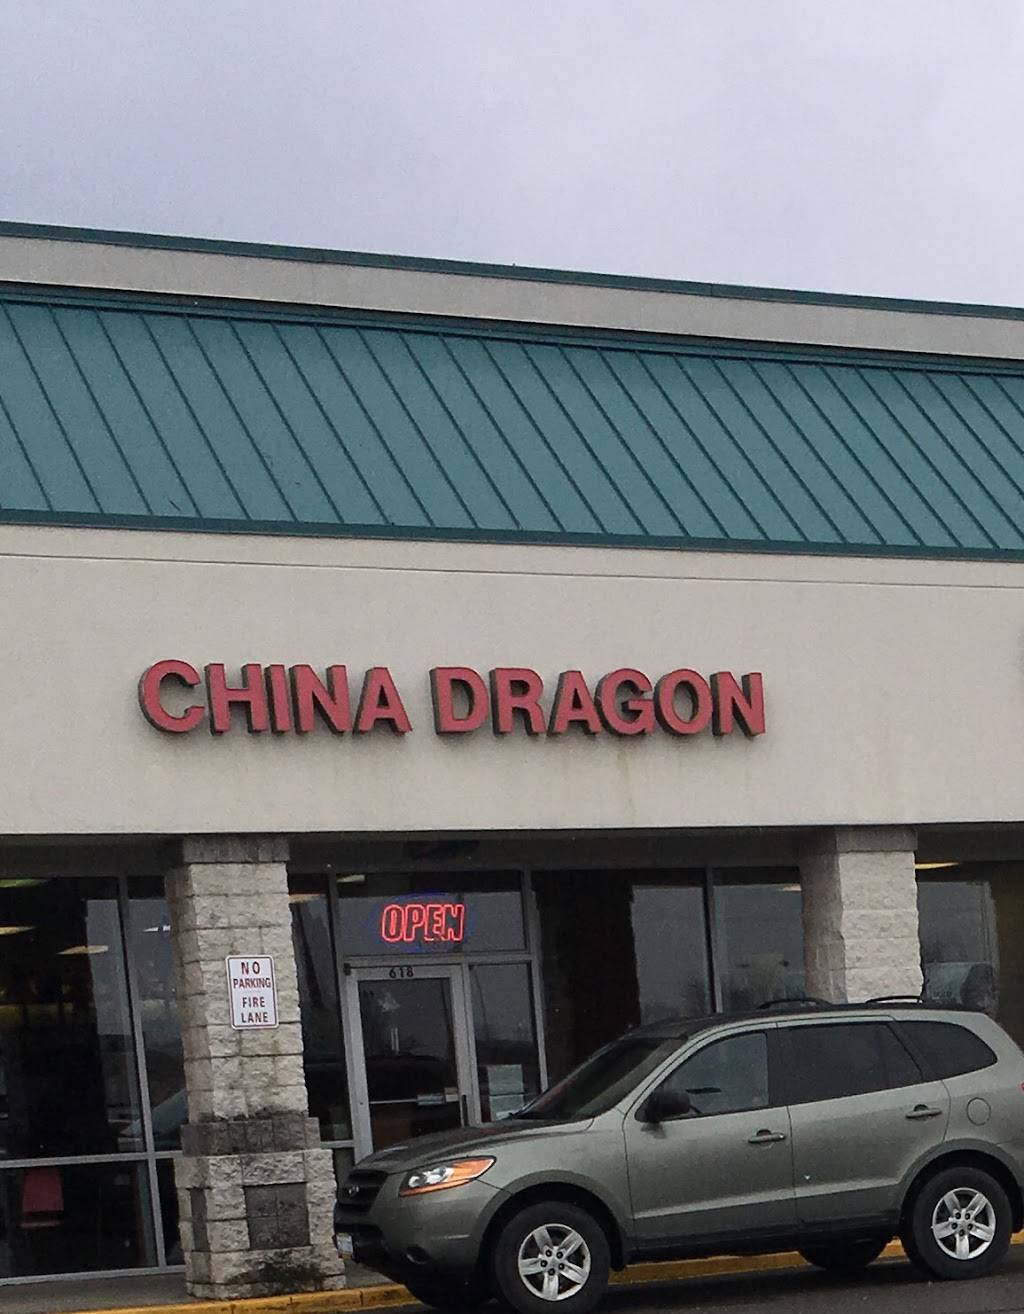 CHINA DRAGON
OPEN
618
NO
PARKING
FIRE
LANE